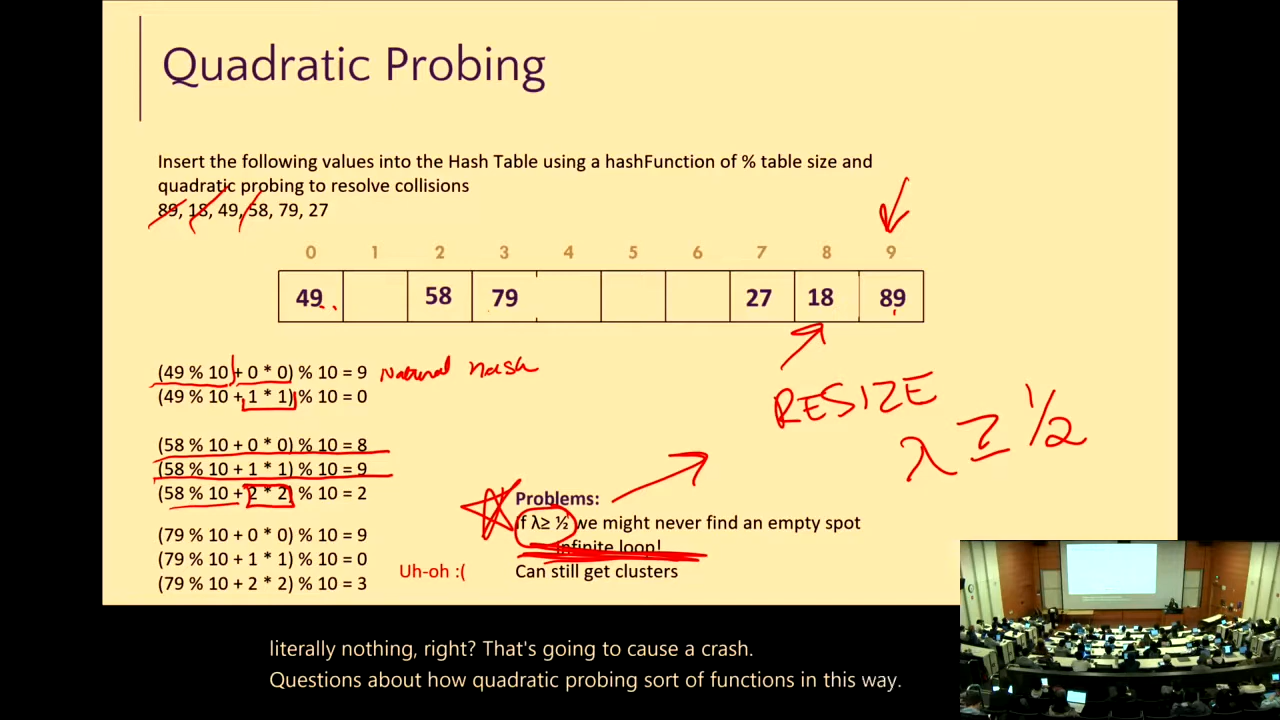 Quadratic Probing
Insert the following values into the Hash Table using a hashFunction of % table size and
quadratic probing to resolve collisions
89, 18, 49, 58, 79, 27
0 1 2 3 4 5 6 7 8 9
49 58 79 27 18 89
(49 % 10 + 0 * 0) % 10 = 9 Natural hash
(49 % 10 + 1 * 1) % 10 = 0
RESIZE
λ ≥ 1/2
(58 % 10 + 0 * 0) % 10 = 8
(58 % 10 + 1 * 1) % 10 = 9
(58 % 10 + 2 * 2) % 10 = 2
Problems:
If λ≥ ½ we might never find an empty spot
infinite loop!
Can still get clusters
(79 % 10 + 0 * 0) % 10 = 9
(79 % 10 + 1 * 1) % 10 = 0
(79 % 10 + 2 * 2) % 10 = 3
Uh-oh :(
literally nothing, right? That's going to cause a crash.
Questions about how quadratic probing sort of functions in this way.